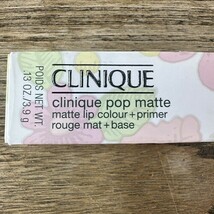 CLINIQUE
clinique pop matte
matte lip colour+primer
rouge mat+base
POIDS NET WT.
.13 OZ/3.9 g